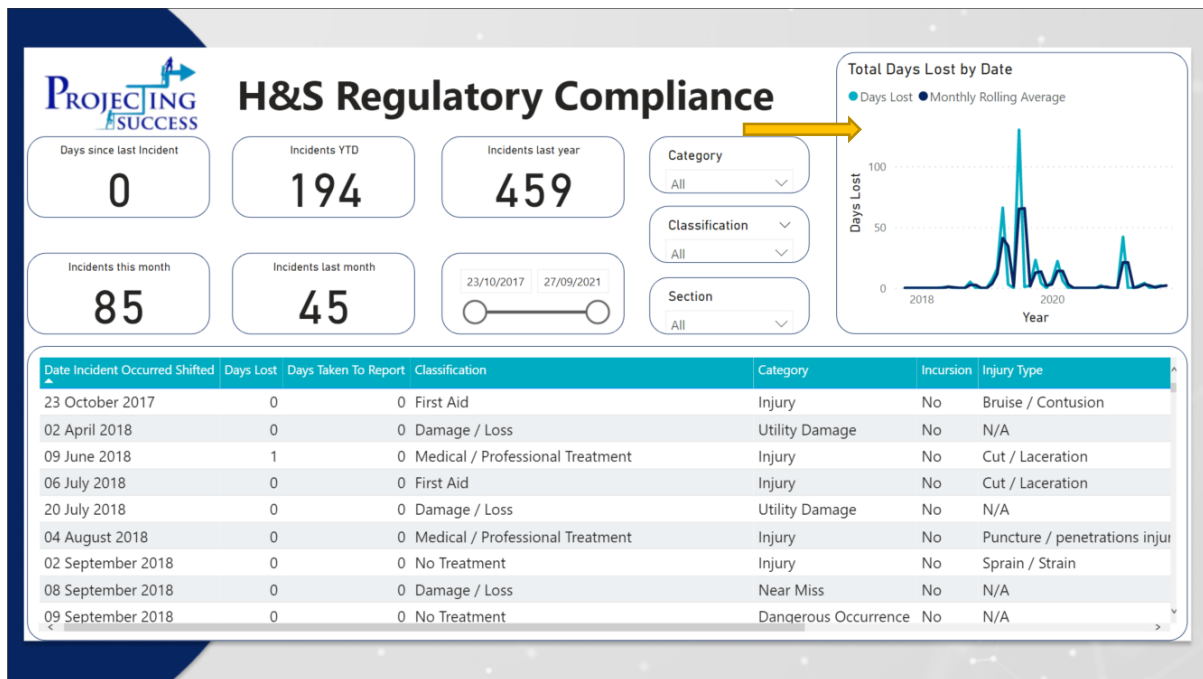 PROJECTING
SUCCESS
H&S Regulatory Compliance
Days since last Incident
0
Incidents YTD
194
Incidents last year
459
Incidents this month
85
Incidents last month
45
23/10/2017 27/09/2021
Category
All
Classification
All
Section
All
Total Days Lost by Date
Days Lost Monthly Rolling Average
Days Lost
100
50
0
2018 2020
Year
Date Incident Occurred Shifted Days Lost Days Taken To Report Classification Category Incursion Injury Type
23 October 2017 0 0 First Aid Injury No Bruise / Contusion
02 April 2018 0 0 Damage / Loss Utility Damage No N/A
09 June 2018 1 0 Medical / Professional Treatment Injury No Cut / Laceration
06 July 2018 0 0 First Aid Injury No Cut / Laceration
20 July 2018 0 0 Damage / Loss Utility Damage No N/A
04 August 2018 0 0 Medical / Professional Treatment Injury No Puncture / penetrations injur
02 September 2018 0 0 No Treatment Injury No Sprain / Strain
08 September 2018 0 0 Damage / Loss Near Miss No N/A
09 September 2018 0 0 No Treatment Dangerous Occurrence No N/A